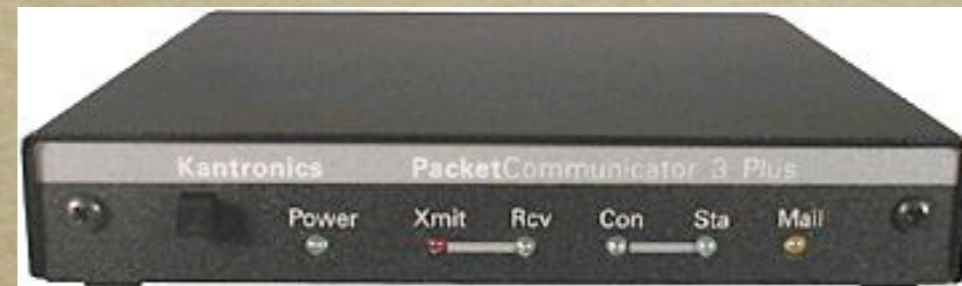 Kantronics PacketCommunicator 3 Plus
Power Xmit Rcv Con Sta Mail